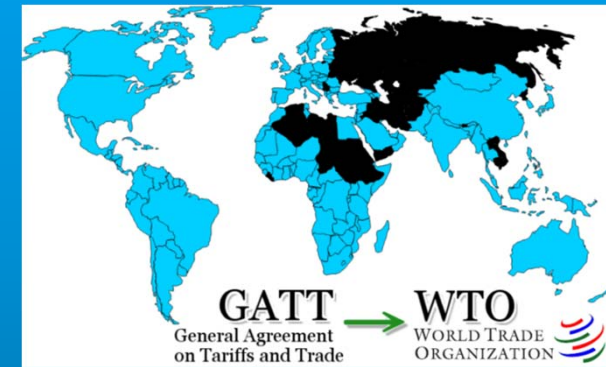 GATT
General Agreement
on Tariffs and Trade
WTO
WORLD TRADE
ORGANIZATION